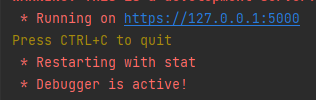 * Running on https://127.0.0.1:5000
Press CTRL+C to quit
* Restarting with stat
* Debugger is active!